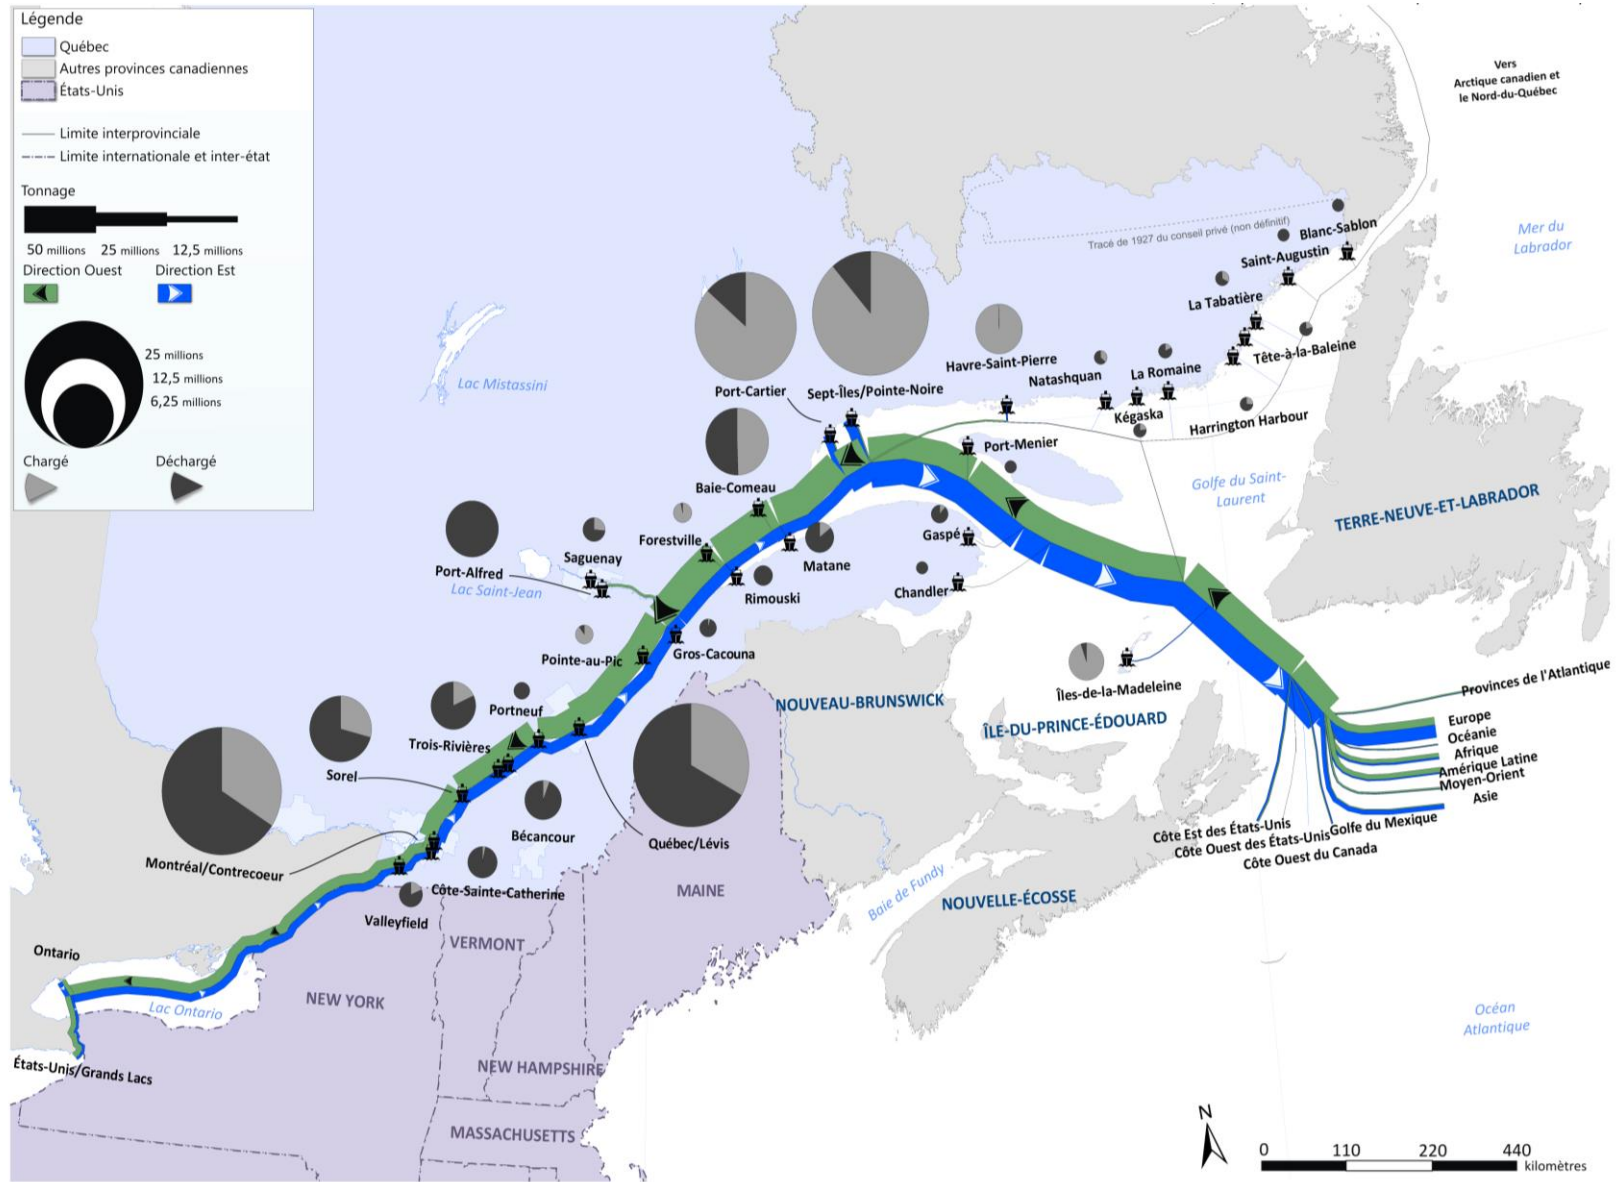 Légende
Québec
Autres provinces canadiennes
États-Unis
Limite interprovinciale
Limite internationale et inter-état
Tonnage
50 millions 25 millions 12,5 millions
Direction Ouest Direction Est
25 millions
12,5 millions
6,25 millions
Chargé Déchargé
Vers
Arctique canadien et
le Nord-du-Québec
Mer du
Labrador
Tracé de 1927 du conseil privé (non définitif)
Blanc-Sablon
Saint-Augustin
La Tabatière
Tête-à-la-Baleine
Harrington Harbour
La Romaine
Kégaska
Natashquan
Havre-Saint-Pierre
Sept-Îles/Pointe-Noire
Port-Cartier
Lac Mistassini
Port-Menier
Golfe du Saint-
Laurent
TERRE-NEUVE-ET-LABRADOR
Baie-Comeau
Forestville
Saguenay
Port-Alfred
Lac Saint-Jean
Matane
Rimouski
Gaspé
Chandler
Gros-Cacouna
Pointe-au-Pic
Îles-de-la-Madeleine
NOUVEAU-BRUNSWICK
ÎLE-DU-PRINCE-ÉDOUARD
Provinces de l'Atlantique
Europe
Océanie
Afrique
Amérique Latine
Moyen-Orient
Asie
Côte Est des États-Unis
Golfe du Mexique
Côte Ouest des États-Unis
Côte Ouest du Canada
Portneuf
Trois-Rivières
Sorel
Bécancour
Québec/Lévis
Montréal/Contrecoeur
Côte-Sainte-Catherine
Valleyfield
MAINE
Baie de Fundy
NOUVELLE-ÉCOSSE
VERMONT
Ontario
NEW YORK
Lac Ontario
Océan
Atlantique
États-Unis/Grands Lacs
NEW HAMPSHIRE
MASSACHUSETTS
N
0 110 220 440
kilomètres